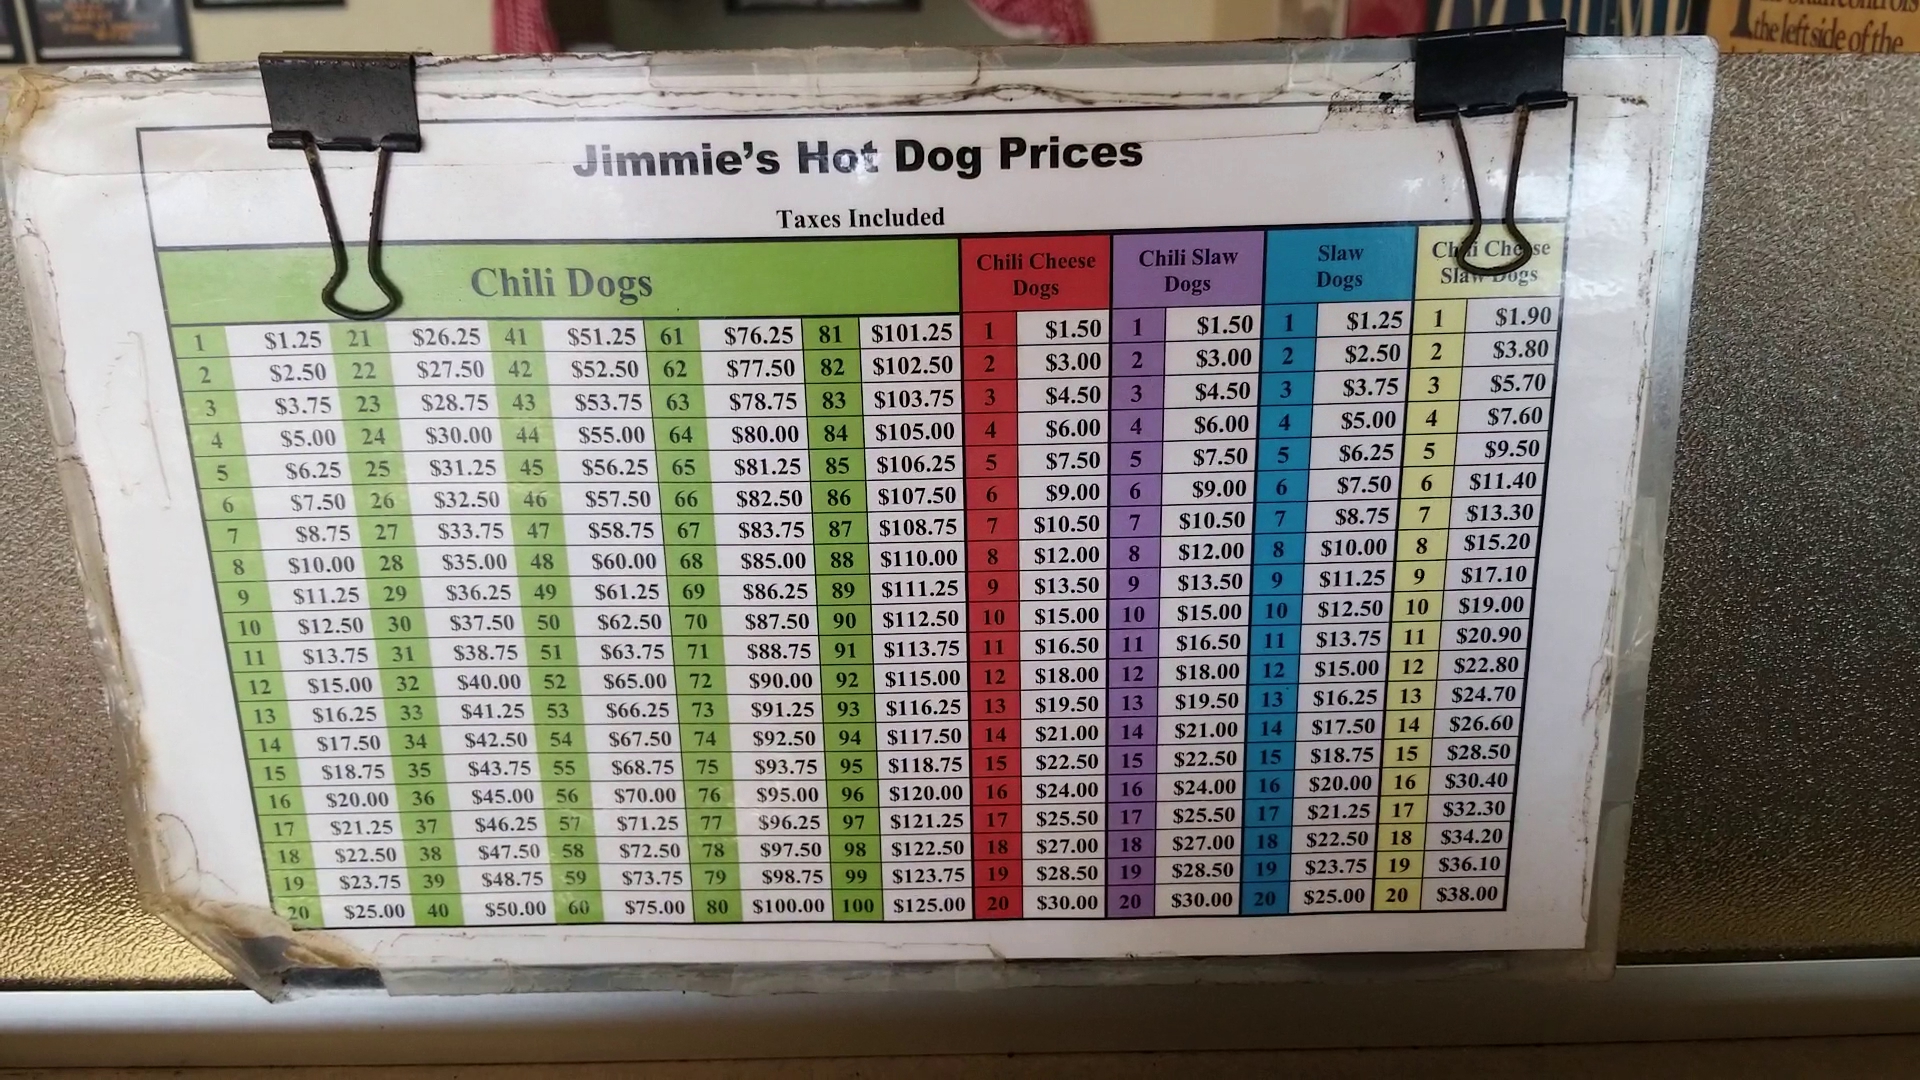 the left side of the
Jimmie's Hot Dog Prices
Taxes Included
Chili Dogs Chili Cheese Dogs Chili Slaw Dogs Slaw Dogs Chili Cheese Slaw Dogs
1 $1.25 21 $26.25 41 $51.25 61 $76.25 81 $101.25 1 $1.50 1 $1.50 1 $1.25 1 $1.90
2 $2.50 22 $27.50 42 $52.50 62 $77.50 82 $102.50 2 $3.00 2 $3.00 2 $2.50 2 $3.80
3 $3.75 23 $28.75 43 $53.75 63 $78.75 83 $103.75 3 $4.50 3 $4.50 3 $3.75 3 $5.70
4 $5.00 24 $30.00 44 $55.00 64 $80.00 84 $105.00 4 $6.00 4 $6.00 4 $5.00 4 $7.60
5 $6.25 25 $31.25 45 $56.25 65 $81.25 85 $106.25 5 $7.50 5 $7.50 5 $6.25 5 $9.50
6 $7.50 26 $32.50 46 $57.50 66 $82.50 86 $107.50 6 $9.00 6 $9.00 6 $7.50 6 $11.40
7 $8.75 27 $33.75 47 $58.75 67 $83.75 87 $108.75 7 $10.50 7 $10.50 7 $8.75 7 $13.30
8 $10.00 28 $35.00 48 $60.00 68 $85.00 88 $110.00 8 $12.00 8 $12.00 8 $10.00 8 $15.20
9 $11.25 29 $36.25 49 $61.25 69 $86.25 89 $111.25 9 $13.50 9 $13.50 9 $11.25 9 $17.10
10 $12.50 30 $37.50 50 $62.50 70 $87.50 90 $112.50 10 $15.00 10 $15.00 10 $12.50 10 $19.00
11 $13.75 31 $38.75 51 $63.75 71 $88.75 91 $113.75 11 $16.50 11 $16.50 11 $13.75 11 $20.90
12 $15.00 32 $40.00 52 $65.00 72 $90.00 92 $115.00 12 $18.00 12 $18.00 12 $15.00 12 $22.80
13 $16.25 33 $41.25 53 $66.25 73 $91.25 93 $116.25 13 $19.50 13 $19.50 13 $16.25 13 $24.70
14 $17.50 34 $42.50 54 $67.50 74 $92.50 94 $117.50 14 $21.00 14 $21.00 14 $17.50 14 $26.60
15 $18.75 35 $43.75 55 $68.75 75 $93.75 95 $118.75 15 $22.50 15 $22.50 15 $18.75 15 $28.50
16 $20.00 36 $45.00 56 $70.00 76 $95.00 96 $120.00 16 $24.00 16 $24.00 16 $20.00 16 $30.40
17 $21.25 37 $46.25 57 $71.25 77 $96.25 97 $121.25 17 $25.50 17 $25.50 17 $21.25 17 $32.30
18 $22.50 38 $47.50 58 $72.50 78 $97.50 98 $122.50 18 $27.00 18 $27.00 18 $22.50 18 $34.20
19 $23.75 39 $48.75 59 $73.75 79 $98.75 99 $123.75 19 $28.50 19 $28.50 19 $23.75 19 $36.10
20 $25.00 40 $50.00 60 $75.00 80 $100.00 100 $125.00 20 $30.00 20 $30.00 20 $25.00 20 $38.00